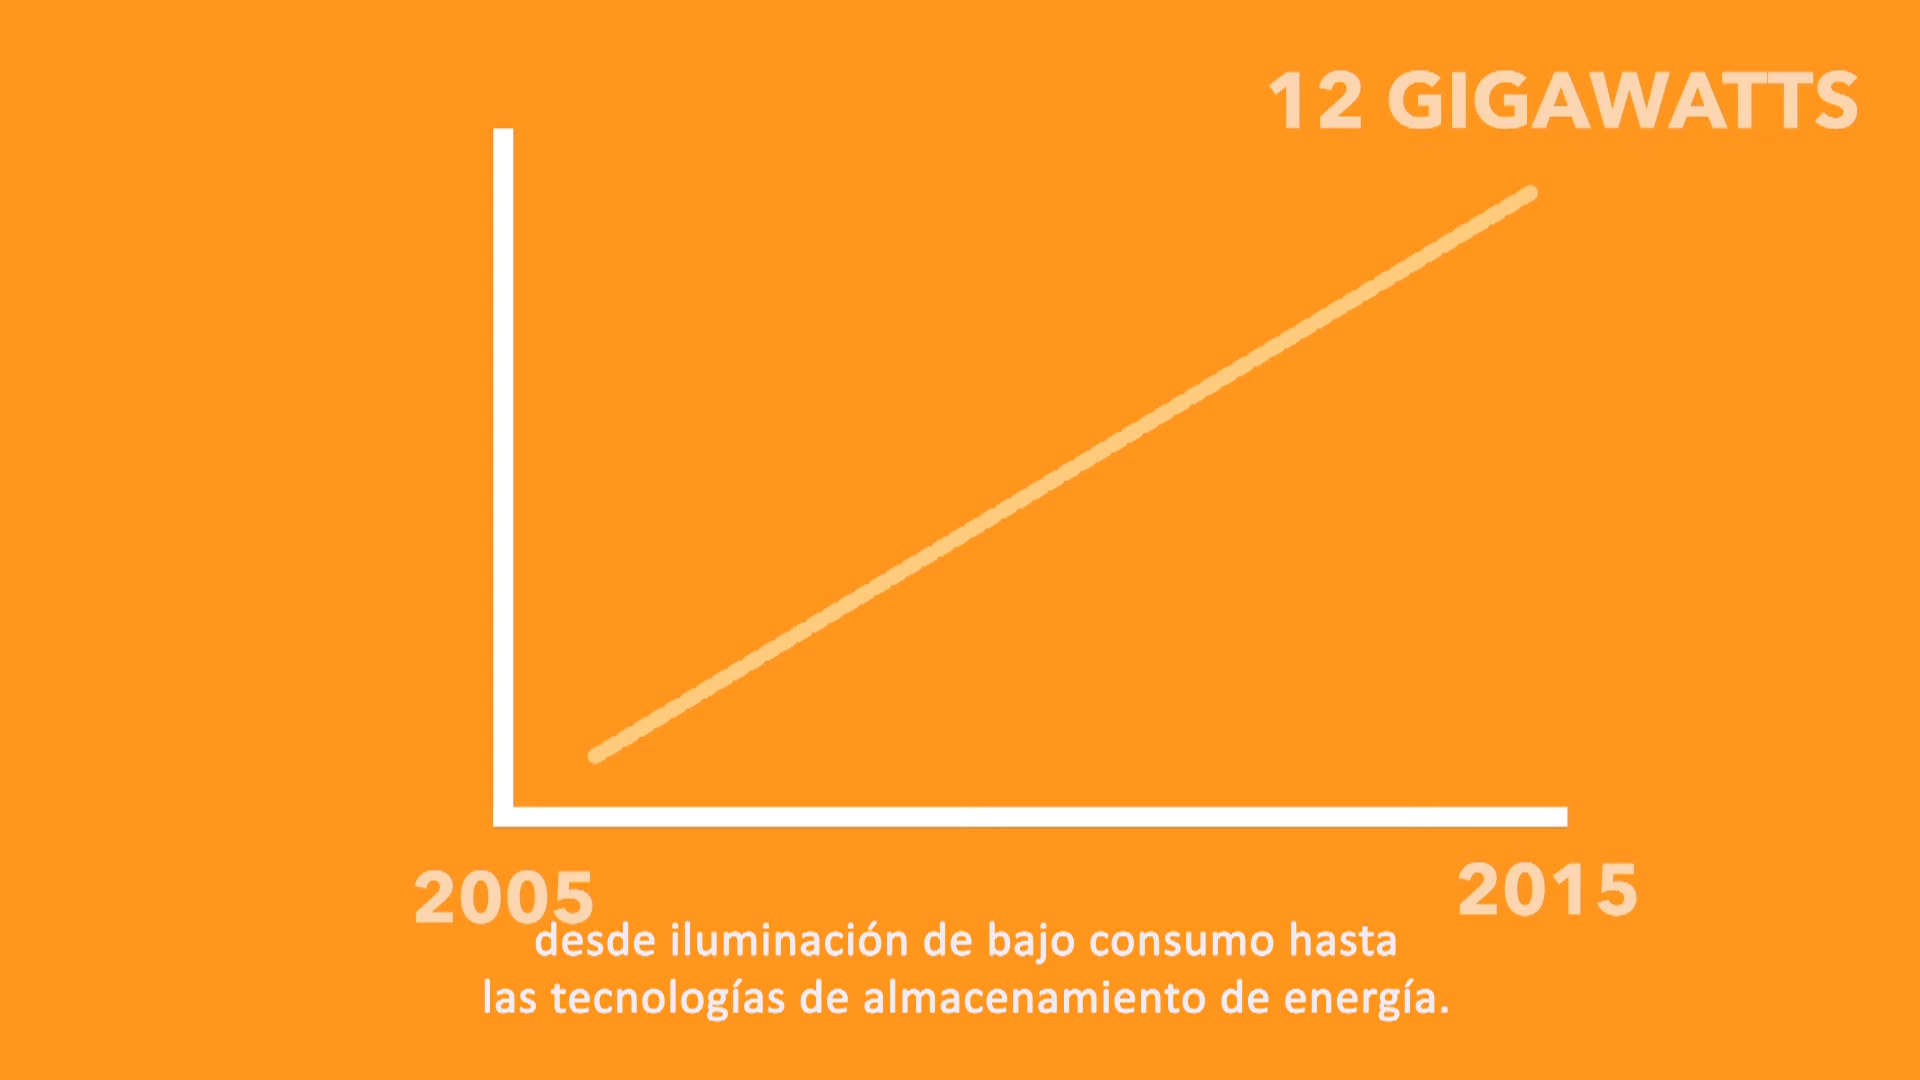 12 GIGAWATTS
2005
2015
desde iluminación de bajo consumo hasta
las tecnologías de almacenamiento de energía.